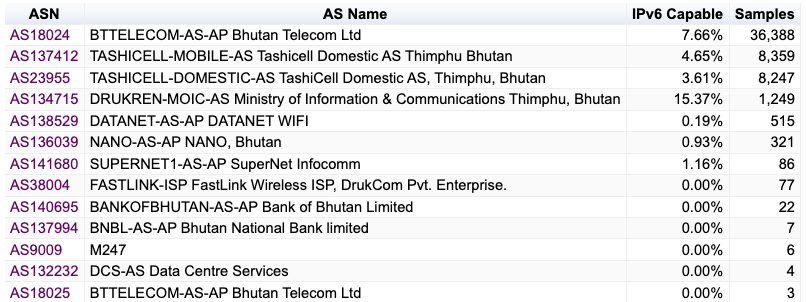 ASN AS Name IPv6 Capable Samples
AS18024 BTTELECOM-AS-AP Bhutan Telecom Ltd 7.66% 36,388
AS137412 TASHICELL-MOBILE-AS Tashicell Domestic AS Thimphu Bhutan 4.65% 8,359
AS23955 TASHICELL-DOMESTIC-AS TashiCell Domestic AS, Thimphu, Bhutan 3.61% 8,247
AS134715 DRUKREN-MOIC-AS Ministry of Information & Communications Thimphu, Bhutan 15.37% 1,249
AS138529 DATANET-AS-AP DATANET WIFI 0.19% 515
AS136039 NANO-AS-AP NANO, Bhutan 0.93% 321
AS141680 SUPERNET1-AS-AP SuperNet Infocomm 1.16% 86
AS38004 FASTLINK-ISP FastLink Wireless ISP, DrukCom Pvt. Enterprise. 0.00% 77
AS140695 BANKOFBHUTAN-AS-AP Bank of Bhutan Limited 0.00% 22
AS137994 BNBL-AS-AP Bhutan National Bank limited 0.00% 7
AS9009 M247 0.00% 6
AS132232 DCS-AS Data Centre Services 0.00% 4
AS18025 BTTELECOM-AS-AP Bhutan Telecom Ltd 0.00% 3